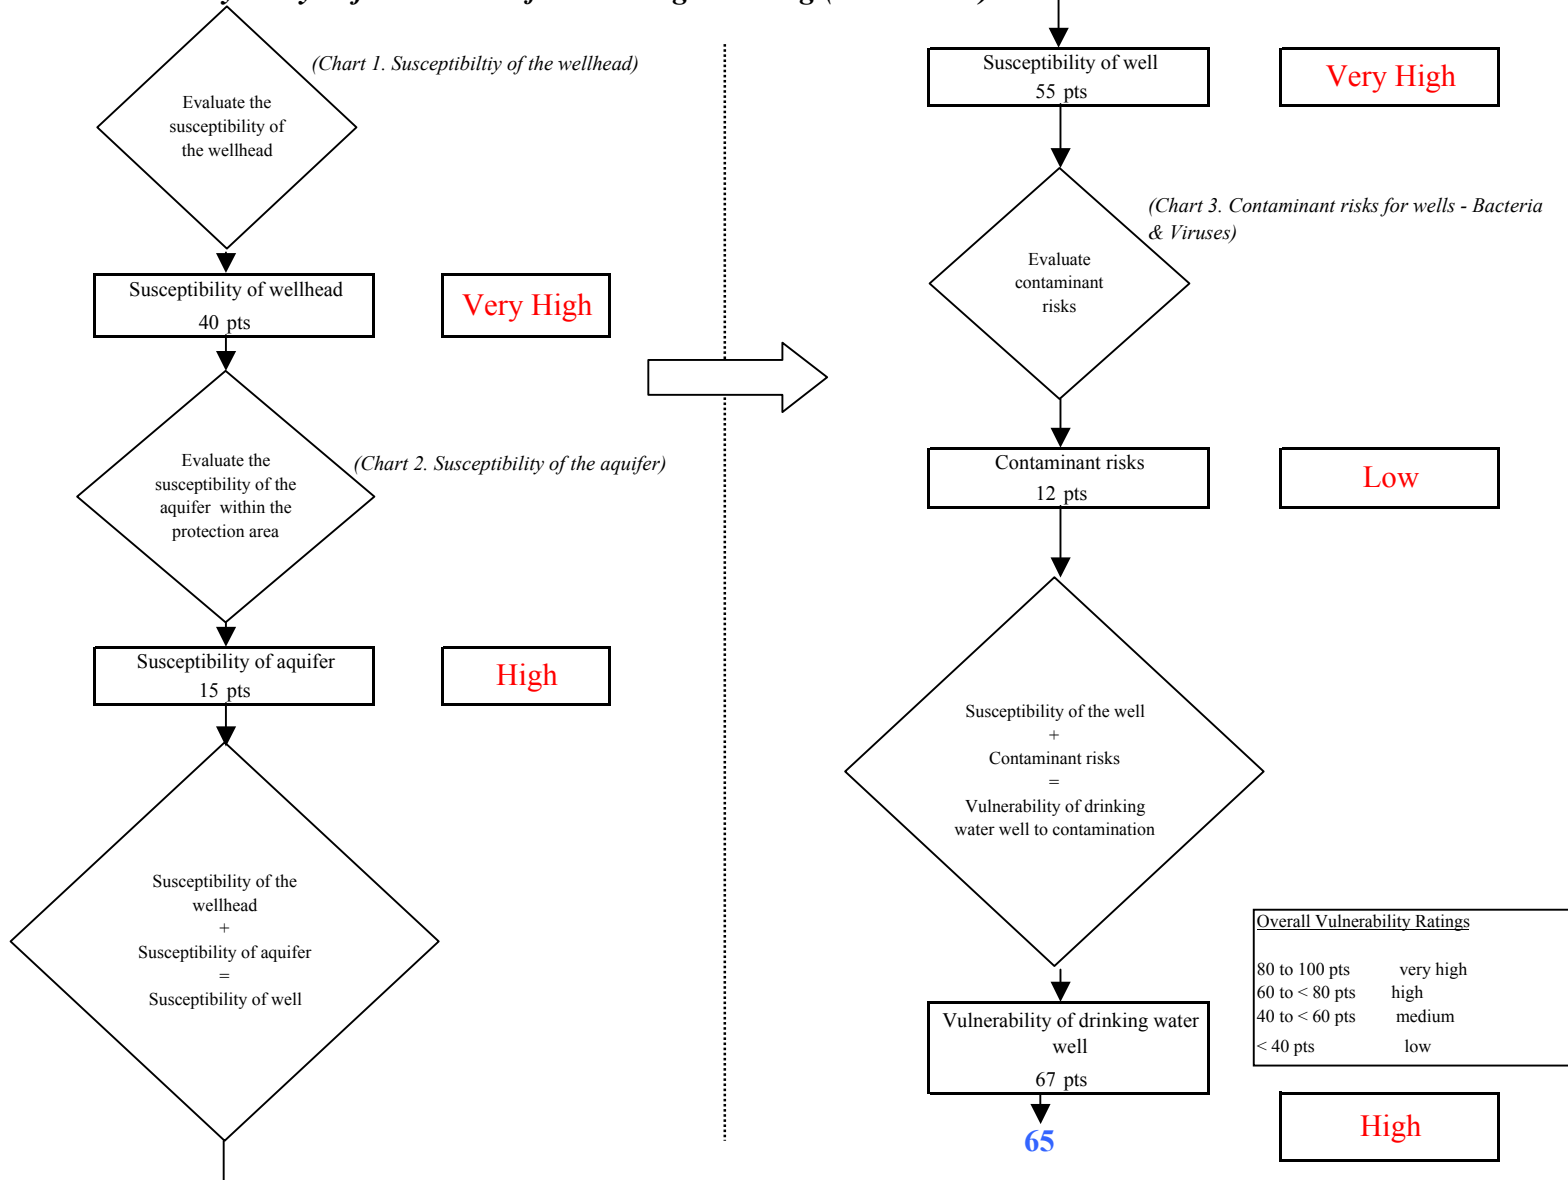 (Chart 1. Susceptibiltiy of the wellhead)
Evaluate the
susceptibility of
the wellhead
Susceptibility of wellhead
40 pts
Very High
(Chart 2. Susceptibility of the aquifer)
Evaluate the
susceptibility of the
aquifer within the
protection area
Susceptibility of aquifer
15 pts
High
Susceptibility of the
wellhead
+
Susceptibility of aquifer
=
Susceptibility of well
Susceptibility of well
55 pts
Very High
(Chart 3. Contaminant risks for wells - Bacteria
& Viruses)
Evaluate
contaminant
risks
Contaminant risks
12 pts
Low
Susceptibility of the well
+
Contaminant risks
=
Vulnerability of drinking
water well to contamination
Overall Vulnerability Ratings
80 to 100 pts very high
60 to < 80 pts high
40 to < 60 pts medium
< 40 pts low
Vulnerability of drinking water
well
67 pts
65
High